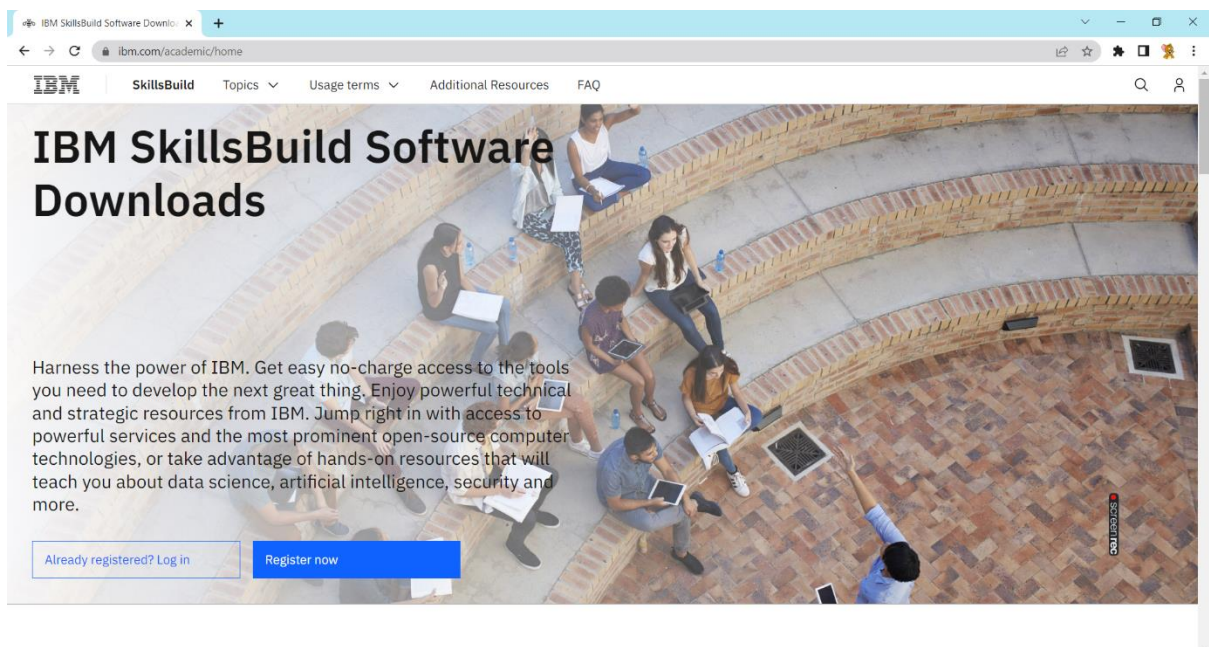 IBM SkillsBuild Software Downlo
ibm.com/academic/home
IBM SkillsBuild Topics Usage terms Additional Resources FAQ
IBM SkillsBuild Software
Downloads
Harness the power of IBM. Get easy no-charge access to the tools
you need to develop the next great thing. Enjoy powerful technical
and strategic resources from IBM. Jump right in with access to
powerful services and the most prominent open-source computer
technologies, or take advantage of hands-on resources that will
teach you about data science, artificial intelligence, security and
more.
Already registered? Log in Register now
screenrec